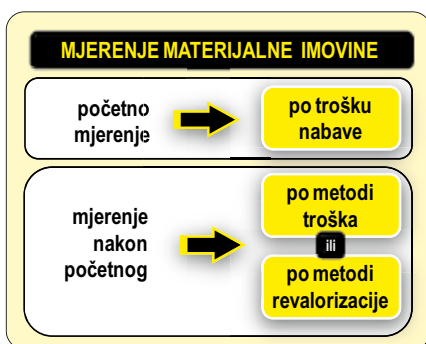 MJERENJE MATERIJALNE IMOVINE
početno
mjerenje
po trošku
nabave
mjerenje
nakon
početnog
po metodi
troška
ili
po metodi
revalorizacije